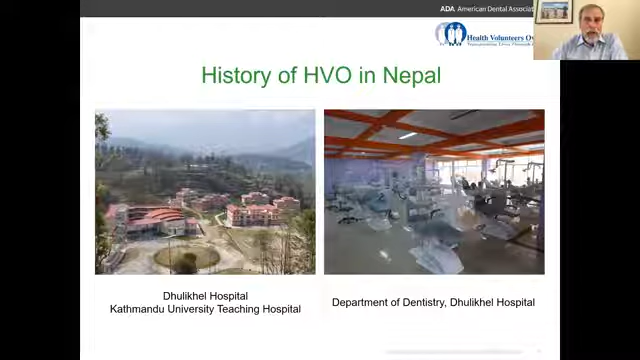 ADA American Dental Associat
Health Volunteers Ov
History of HVO in Nepal
Dhulikhel Hospital
Kathmandu University Teaching Hospital
Department of Dentistry, Dhulikhel Hospital